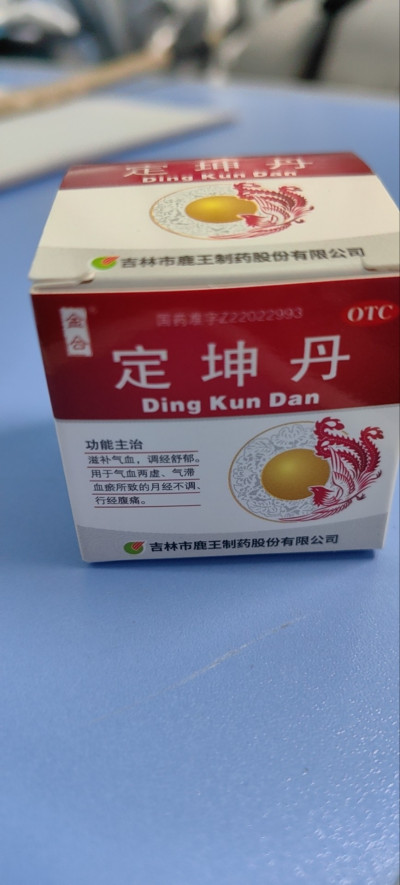 定坤丹
Ding Kun Dan
吉林市鹿王制药股份有限公司
国药准字Z22022993
OTC
定坤丹
Ding Kun Dan
功能主治
滋补气血，调经舒郁。
用于气血两虚、气滞
血瘀所致的月经不调
行经腹痛。
吉林市鹿王制药股份有限公司